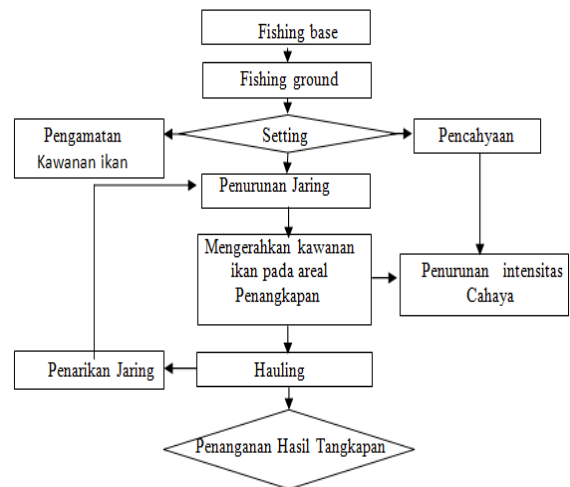 Fishing base
Fishing ground
Pengamatan
Kawanan ikan
Setting
Pencahyaan
Penurunan Jaring
Mengerahkan kawanan
ikan pada areal
Penangkapan
Penurunan intensitas
Cahaya
Penarikan Jaring
Hauling
Penanganan Hasil Tangkapan